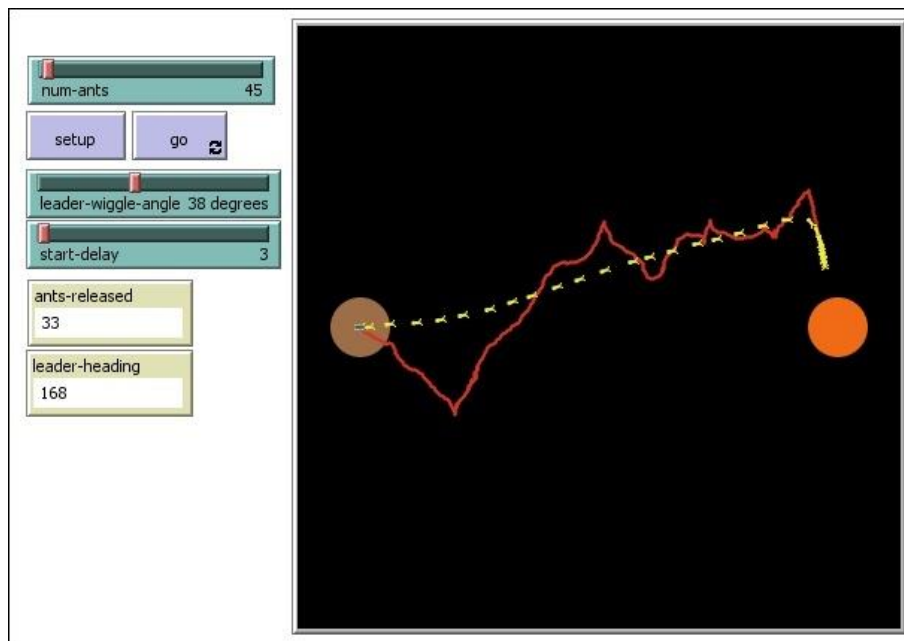 num-ants 45
setup
go
leader-wiggle-angle 38 degrees
start-delay 3
ants-released
33
leader-heading
168